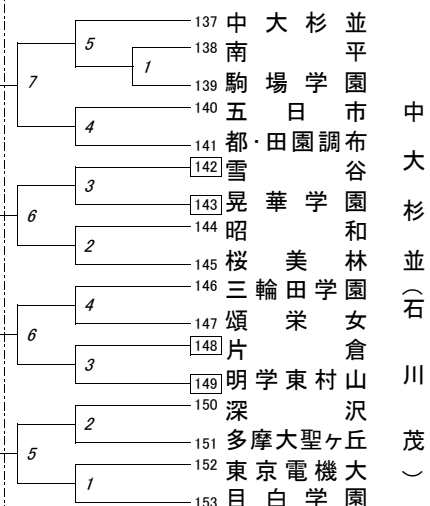 137 中大杉並
5
138 南平
1
139 駒場学園
7
140 五日市
4
141 都・田園調布
142 雪谷
3
143 晃華学園
6
144 昭和
2
145 桜美林
146 三輪田学園
4
147 頌栄女
6
148 片倉
3
149 明学東村山
150 深沢
2
151 多摩大聖ヶ丘
5
152 東京電機大
1
153 目白学園
中大杉並(石川茂)